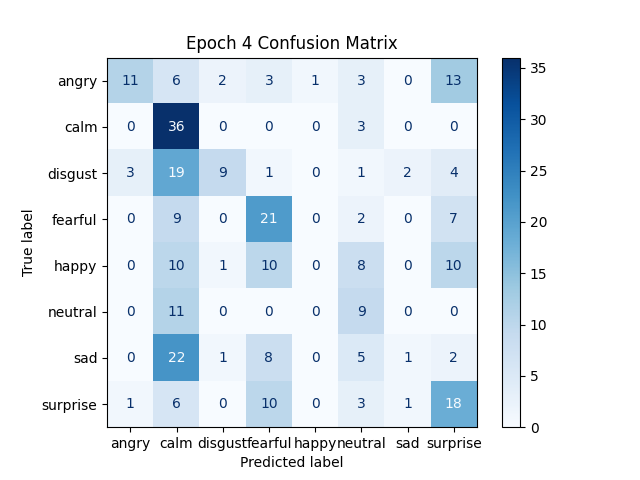 Epoch 4 Confusion Matrix
angry 11 6 2 3 1 3 0 13
calm 0 36 0 0 0 3 0 0
disgust 3 19 9 1 0 1 2 4
fearful 0 9 0 21 0 2 0 7
happy 0 10 1 10 0 8 0 10
neutral 0 11 0 0 0 9 0 0
sad 0 22 1 8 0 5 1 2
surprise 1 6 0 10 0 3 1 18
angry calm disgust fearful happy neutral sad surprise
Predicted label
True label
35
30
25
20
15
10
5
0